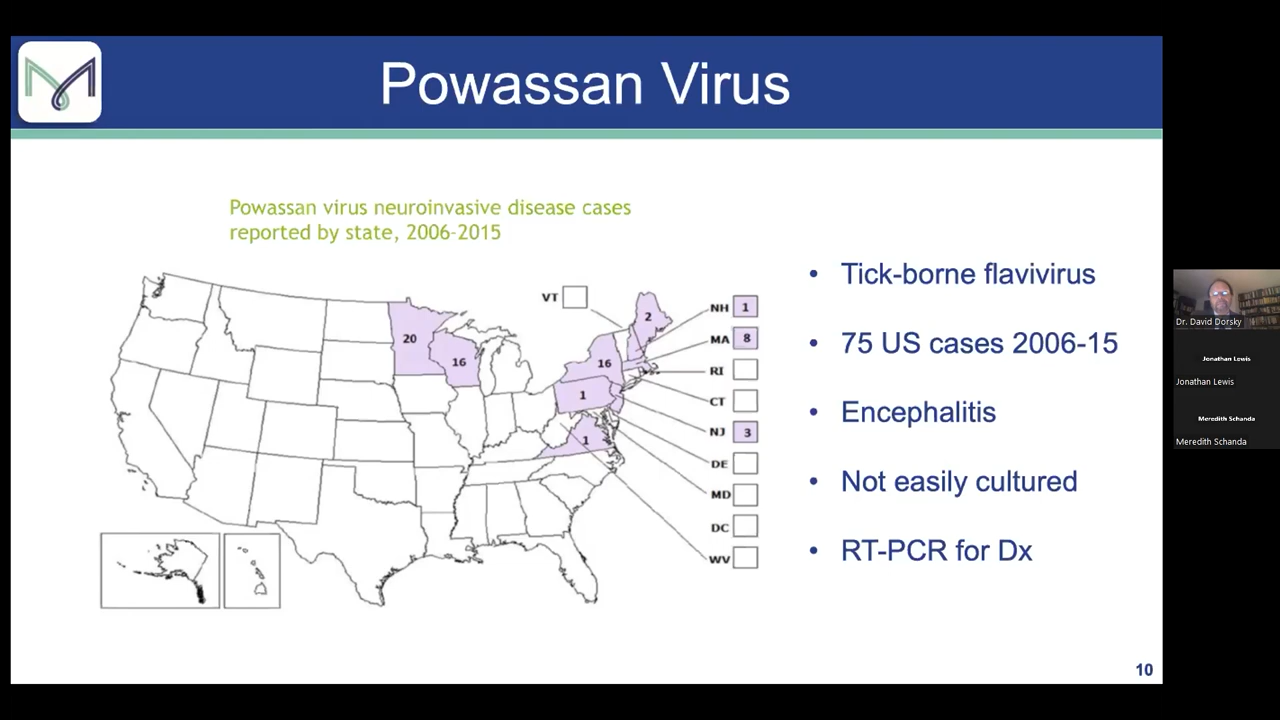 Powassan Virus
Powassan virus neuroinvasive disease cases
reported by state, 2006-2015
VT
NH 1
MA 8
RI
CT
NJ 3
DE
MD
DC
WV
20
16
16
2
1
1
• Tick-borne flavivirus
• 75 US cases 2006-15
• Encephalitis
• Not easily cultured
• RT-PCR for Dx
10
Dr. David Dorsky
Jonathan Lewis
Jonathan Lewis
Meredith Schanda
Meredith Schanda